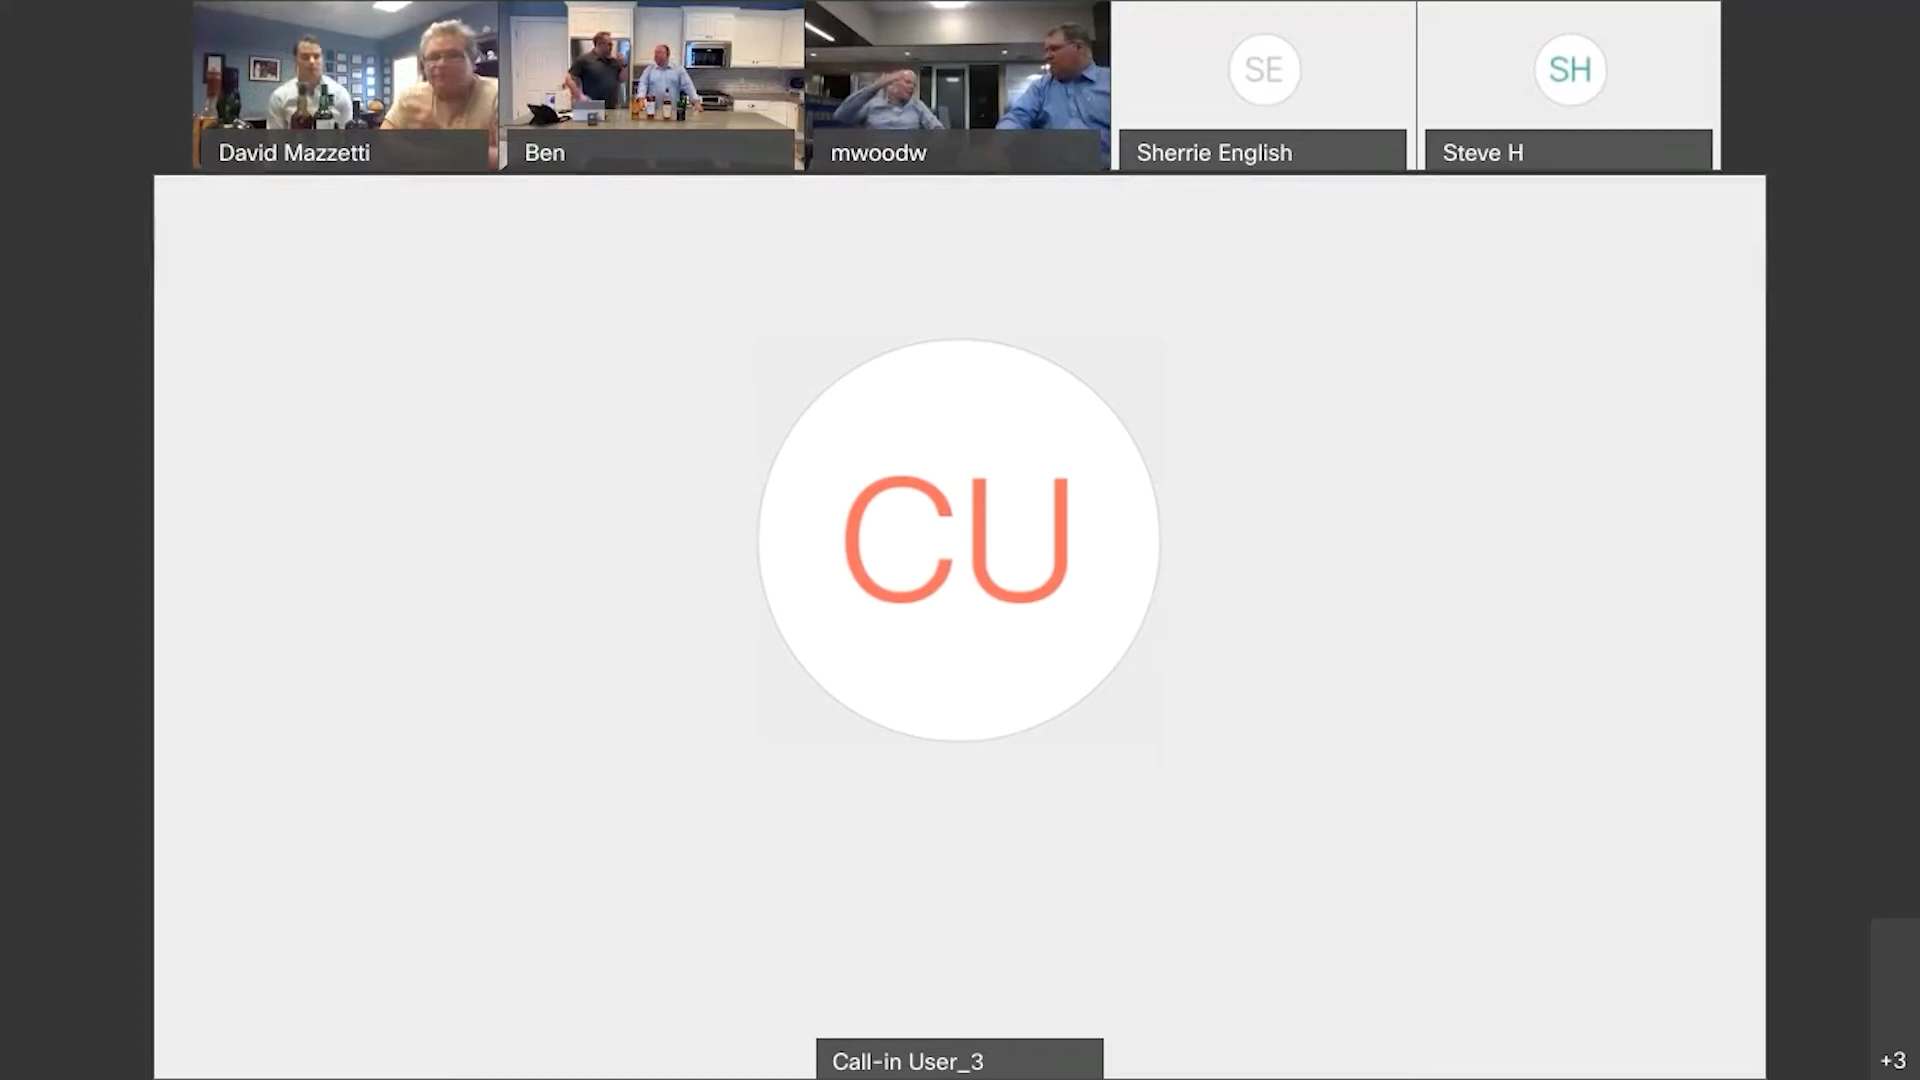 SE
SH
David Mazzetti
Ben
mwoodw
Sherrie English
Steve H
CU
Call-in User_3
+3